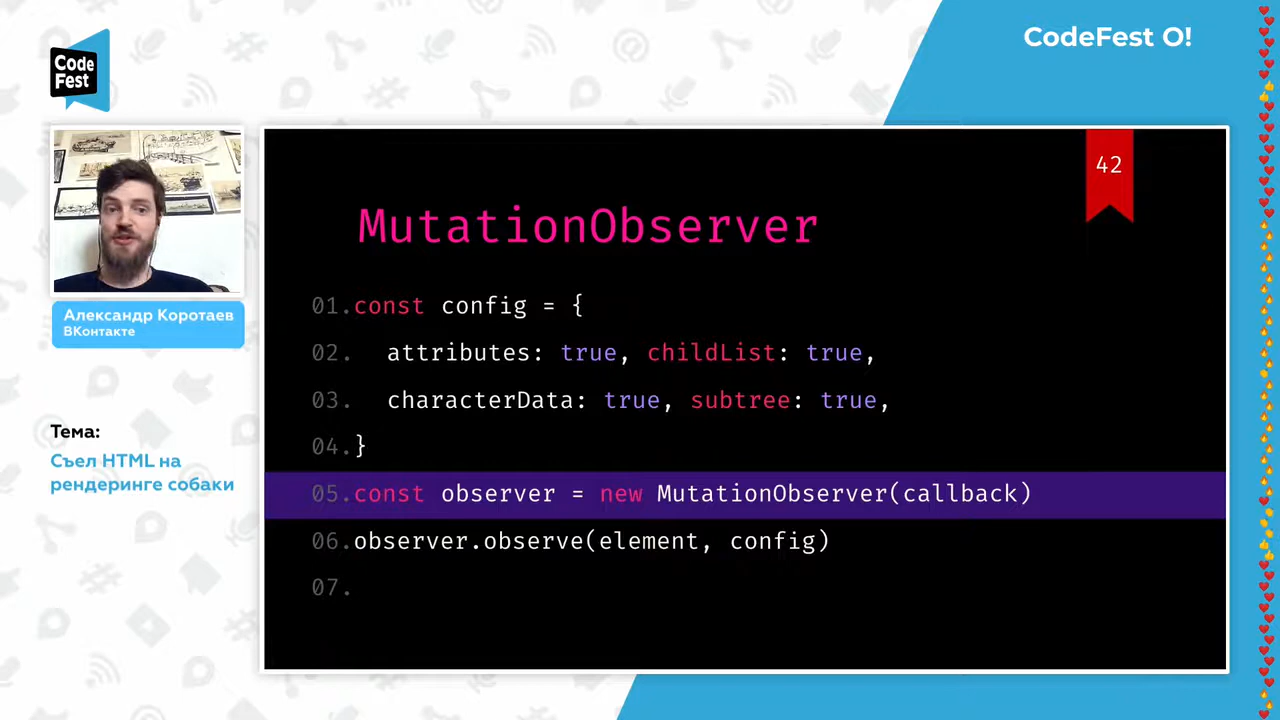 Code
Fest
CodeFest O!
42
MutationObserver
01.const config = {
02.  attributes: true, childList: true,
03.  characterData: true, subtree: true,
04.}
05.const observer = new MutationObserver(callback)
06.observer.observe(element, config)
07.
Александр Коротаев
ВКонтакте
Тема:
Съел HTML на
рендеринге собаки